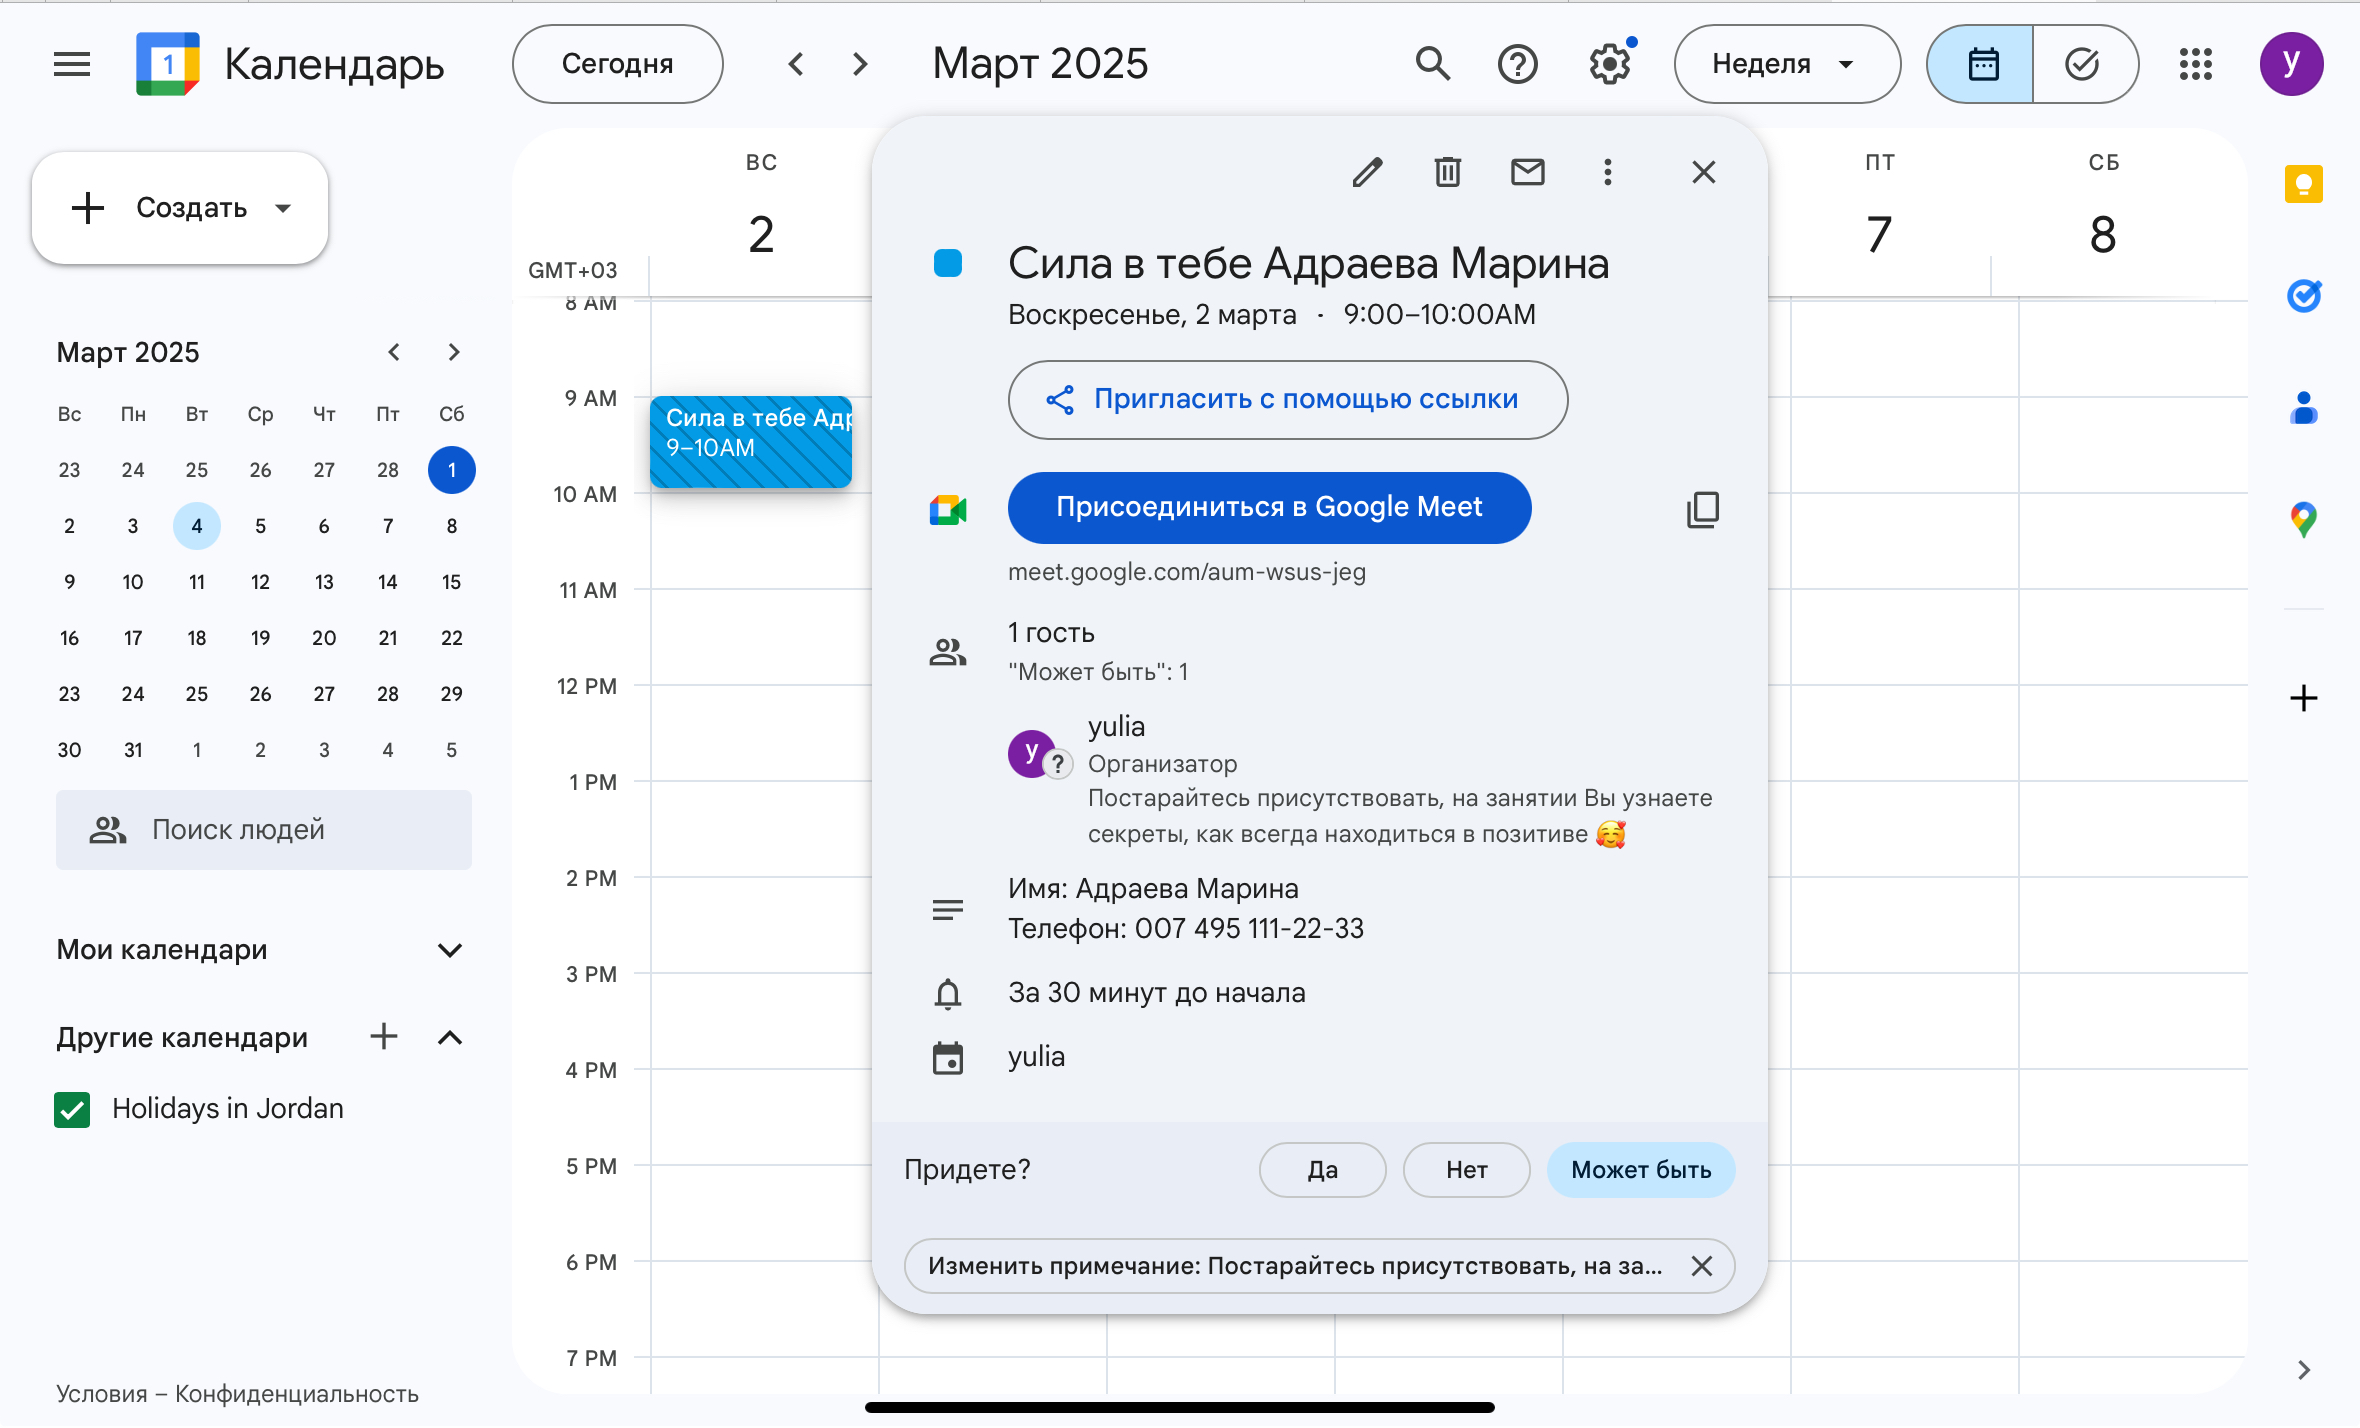 1
Календарь
Сегодня
Март 2025
Неделя
y
Создать
Март 2025
Вс Пн Вт Ср Чт Пт Сб
23 24 25 26 27 28 1
2 3 4 5 6 7 8
9 10 11 12 13 14 15
16 17 18 19 20 21 22
23 24 25 26 27 28 29
30 31 1 2 3 4 5
Поиск людей
Мои календари
Другие календари
Holidays in Jordan
Условия – Конфиденциальность
ВС
2
ПТ
7
СБ
8
GMT+03
8 AM
9 AM
10 AM
11 AM
12 PM
1 PM
2 PM
3 PM
4 PM
5 PM
6 PM
7 PM
Сила в тебе Адр
9–10AM
Сила в тебе Адраева Марина
Воскресенье, 2 марта · 9:00–10:00AM
Пригласить с помощью ссылки
Присоединиться в Google Meet
meet.google.com/aum-wsus-jeg
1 гость
"Может быть": 1
y ?
yulia
Организатор
Постарайтесь присутствовать, на занятии Вы узнаете
секреты, как всегда находиться в позитиве 🥰
Имя: Адраева Марина
Телефон: 007 495 111-22-33
За 30 минут до начала
yulia
Придете?
Да
Нет
Может быть
Изменить примечание: Постарайтесь присутствовать, на за...